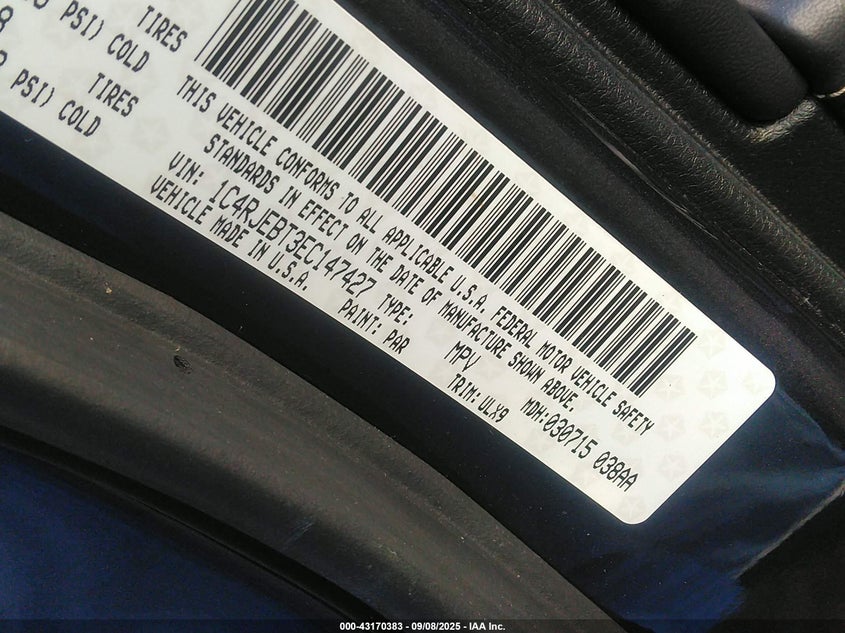 PSI) COLD
TIRES
8
PSI) COLD
TIRES
THIS VEHICLE CONFORMS TO ALL APPLICABLE U.S.A. FEDERAL MOTOR VEHICLE SAFETY
STANDARDS IN EFFECT ON THE DATE OF MANUFACTURE SHOWN ABOVE.
VIN: 1C4RJEBT3EC147427 TYPE: MPV MDH:030715 038AA
VEHICLE MADE IN U.S.A. PAINT: PAR TRIM: ULX9
000-43170383 - 09/08/2025 - IAA Inc.